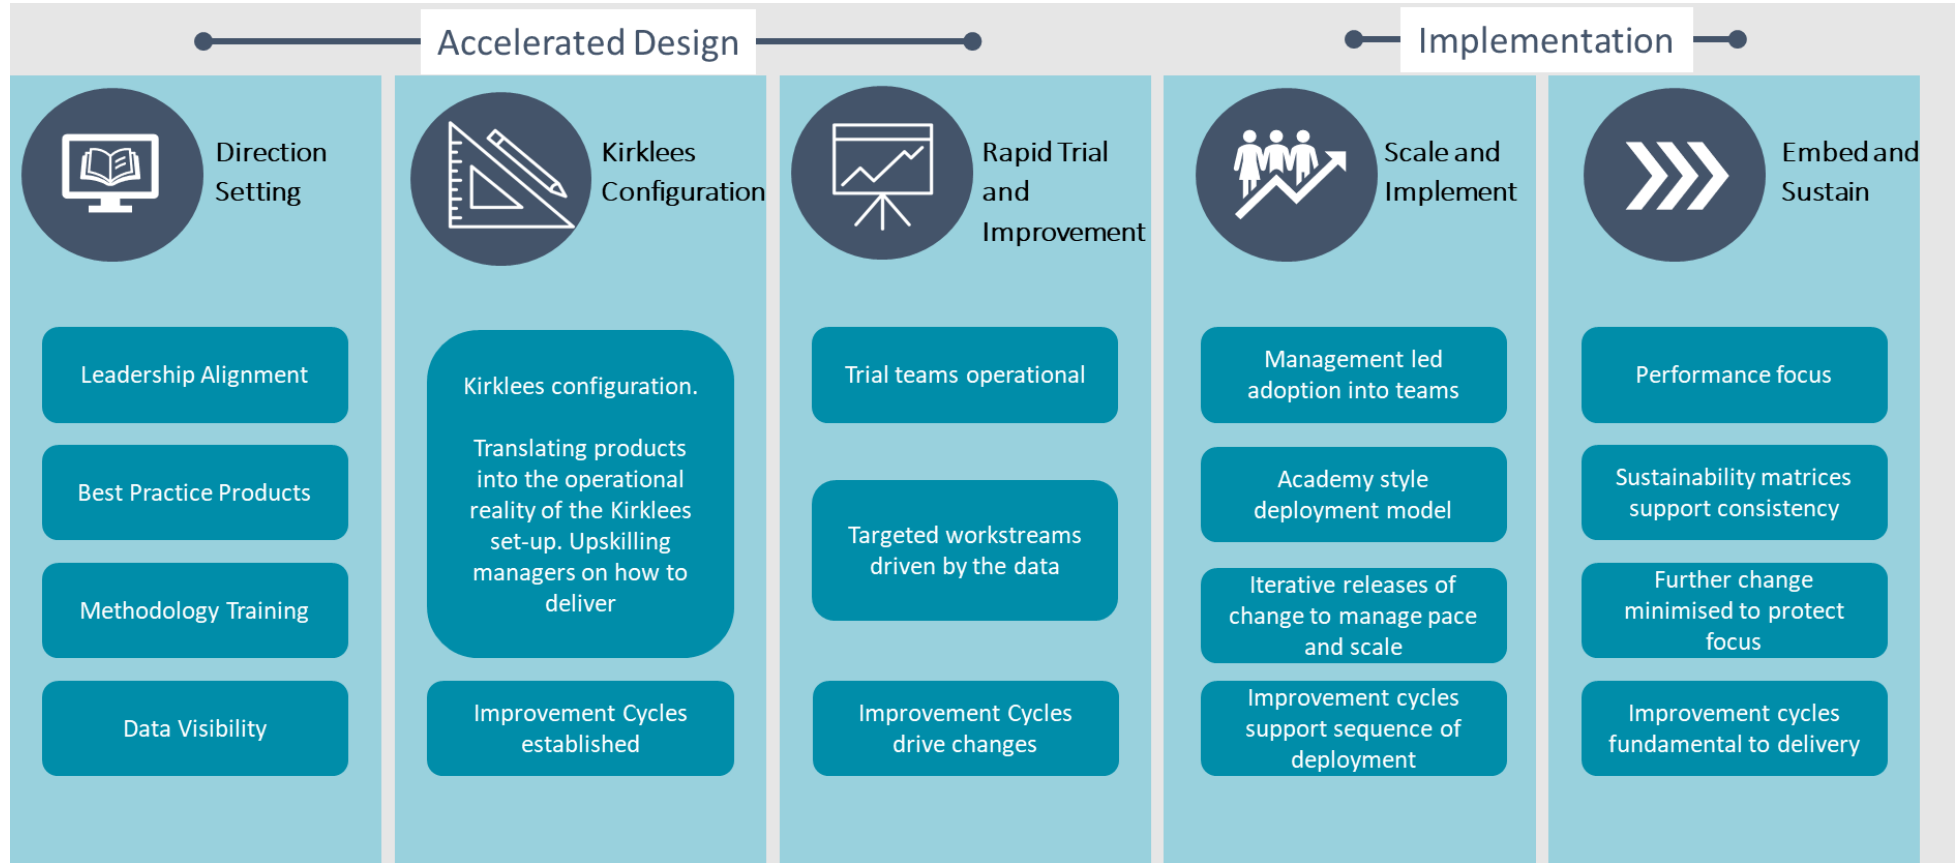 Accelerated Design
Implementation
Direction
Setting
Kirklees
Configuration
Rapid Trial
and
Improvement
Scale and
Implement
Embed and
Sustain
Leadership Alignment
Best Practice Products
Methodology Training
Data Visibility
Kirklees configuration.
Translating products
into the operational
reality of the Kirklees
set-up. Upskilling
managers on how to
deliver
Improvement Cycles
established
Trial teams operational
Targeted workstreams
driven by the data
Improvement Cycles
drive changes
Management led
adoption into teams
Academy style
deployment model
Iterative releases of
change to manage pace
and scale
Improvement cycles
support sequence of
deployment
Performance focus
Sustainability matrices
support consistency
Further change
minimised to protect
focus
Improvement cycles
fundamental to delivery